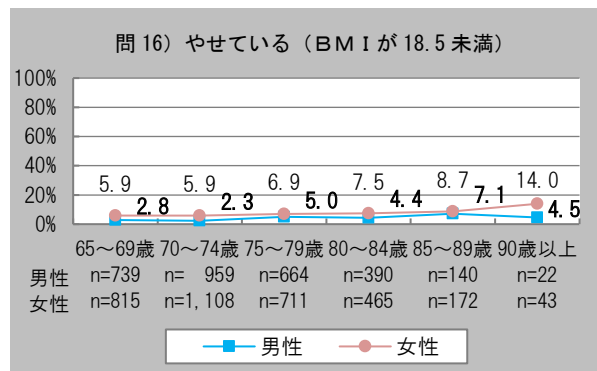 問16）やせている（ＢＭＩが18.5未満）
100%
80%
60%
40%
20%
0%
5.9 5.9 6.9 7.5 8.7 14.0
2.8 2.3 5.0 4.4 7.1 4.5
65～69歳 70～74歳 75～79歳 80～84歳 85～89歳 90歳以上
男性 n=739 n= 959 n=664 n=390 n=140 n=22
女性 n=815 n=1,108 n=711 n=465 n=172 n=43
男性 女性